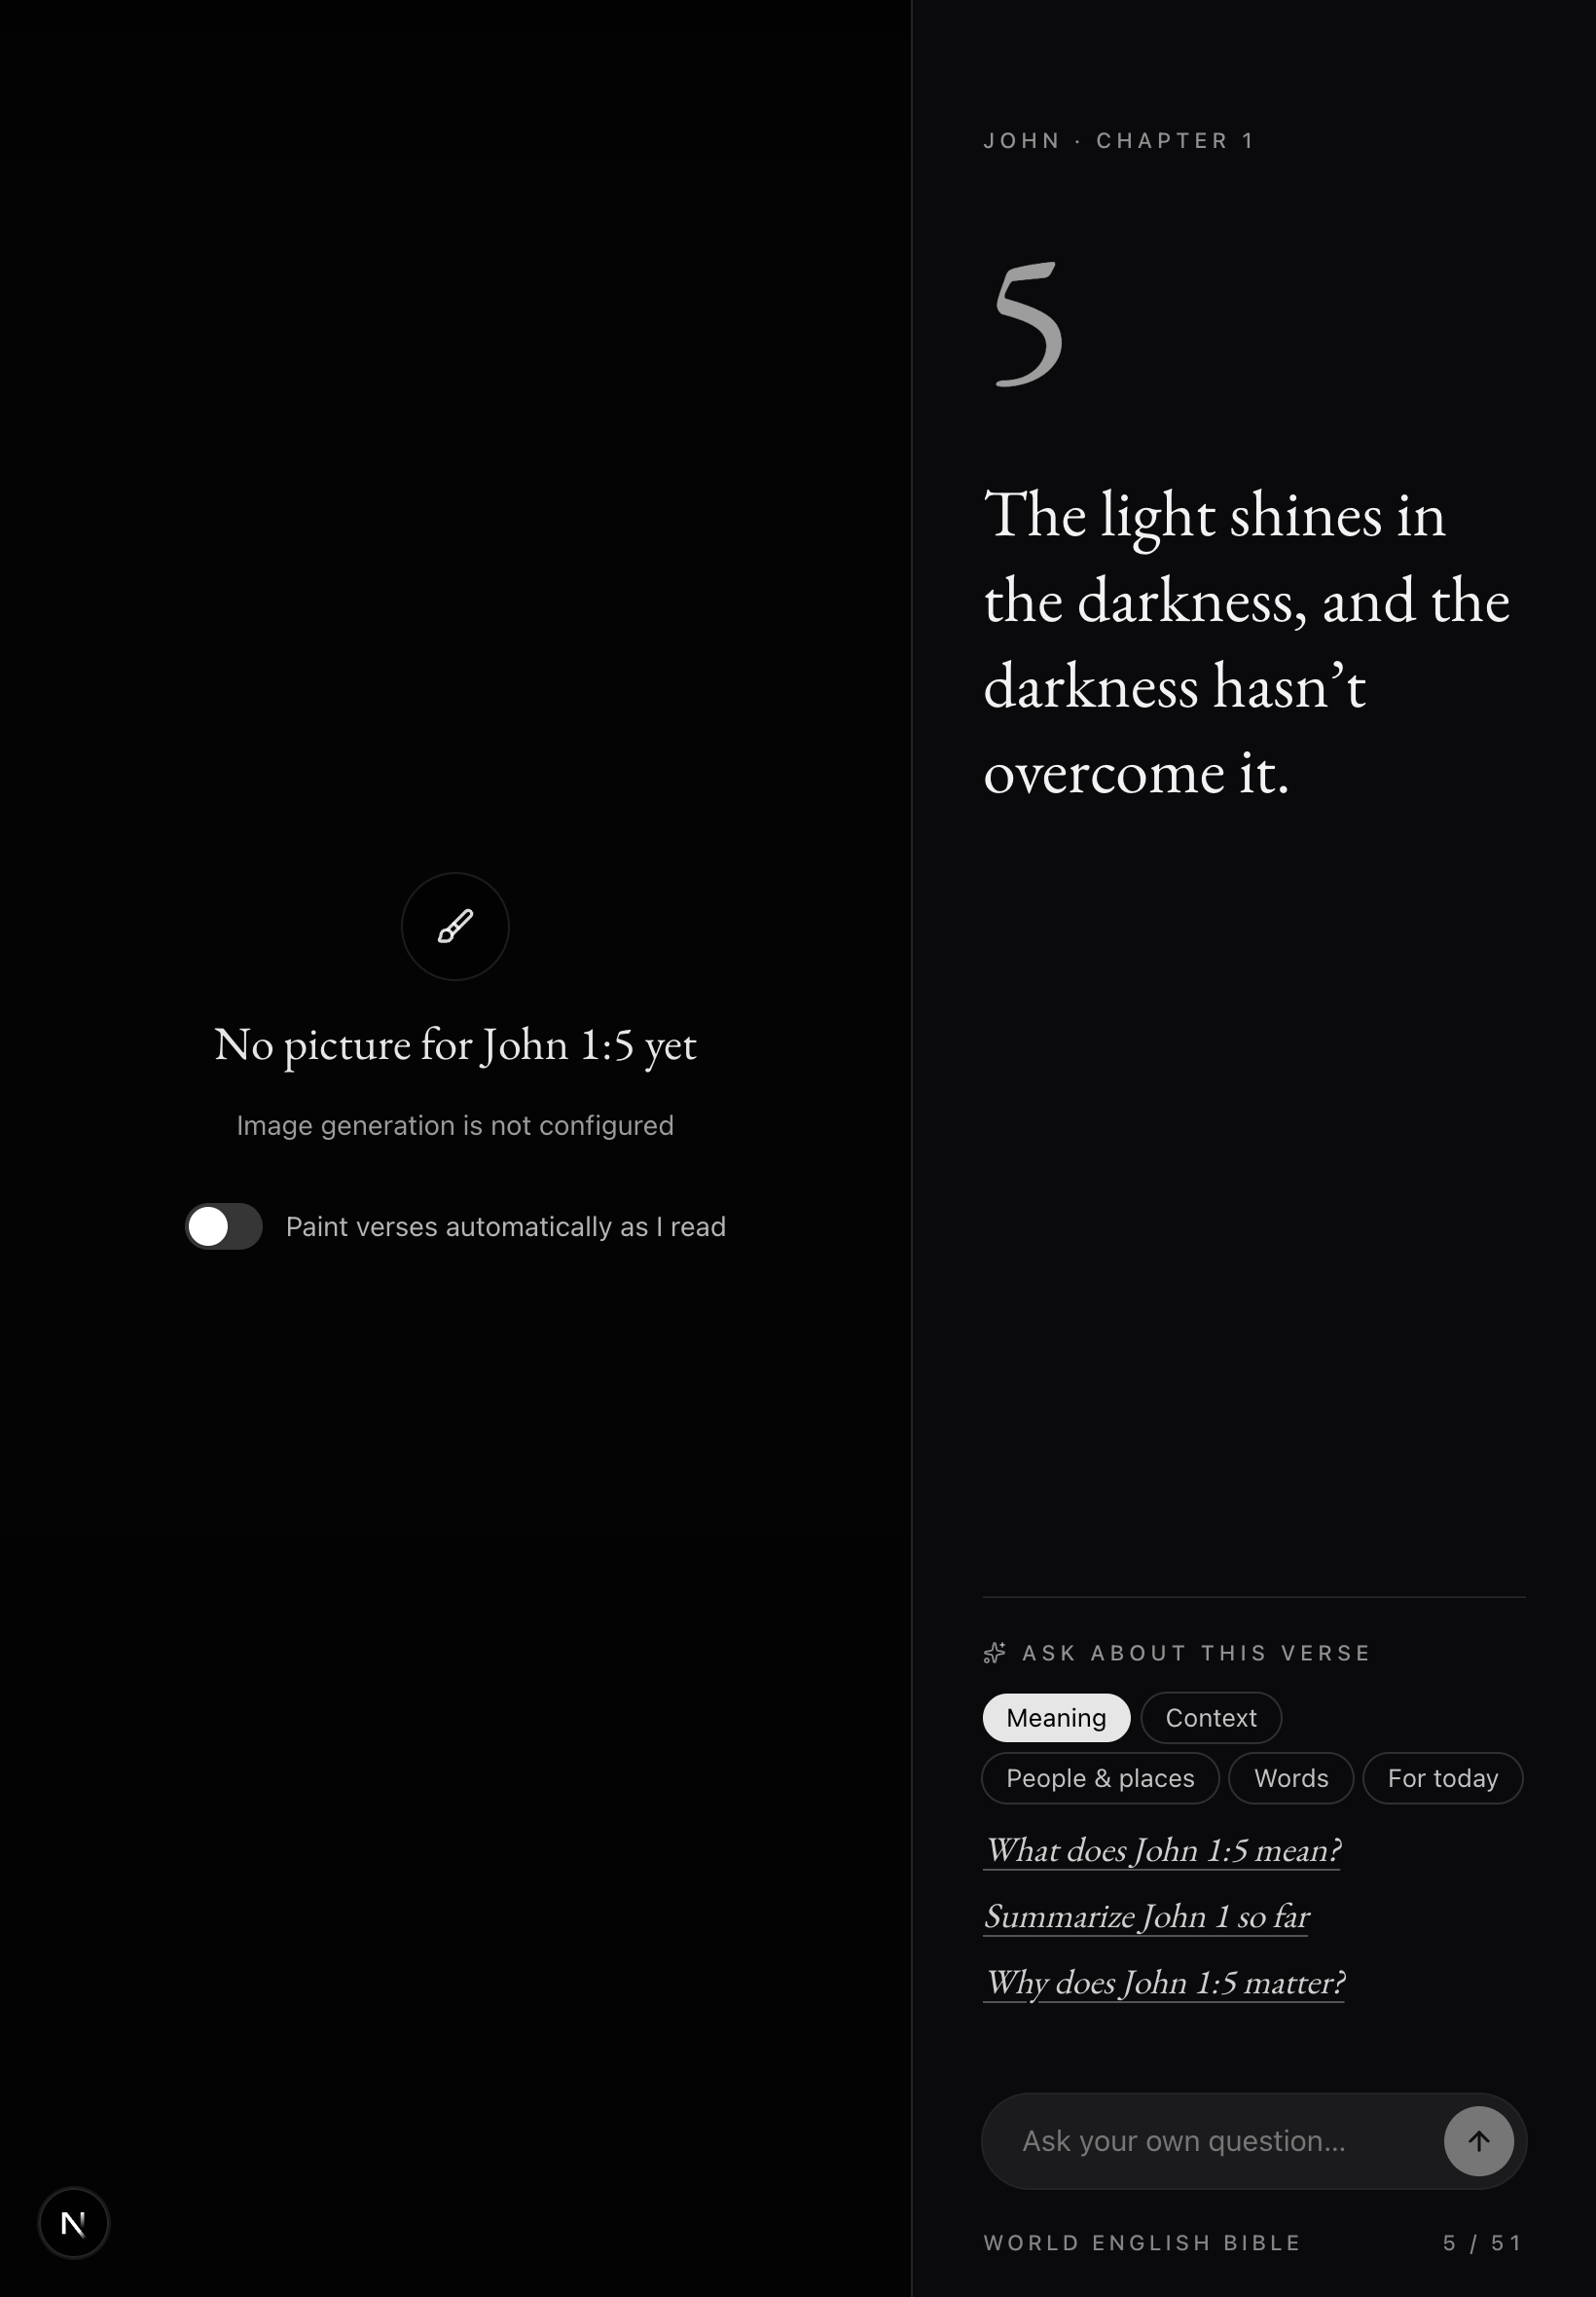 No picture for John 1:5 yet
Image generation is not configured
Paint verses automatically as I read
N
JOHN · CHAPTER 1
5
The light shines in
the darkness, and the
darkness hasn’t
overcome it.
ASK ABOUT THIS VERSE
Meaning Context
People & places Words For today
What does John 1:5 mean?
Summarize John 1 so far
Why does John 1:5 matter?
Ask your own question...
WORLD ENGLISH BIBLE 5 / 51